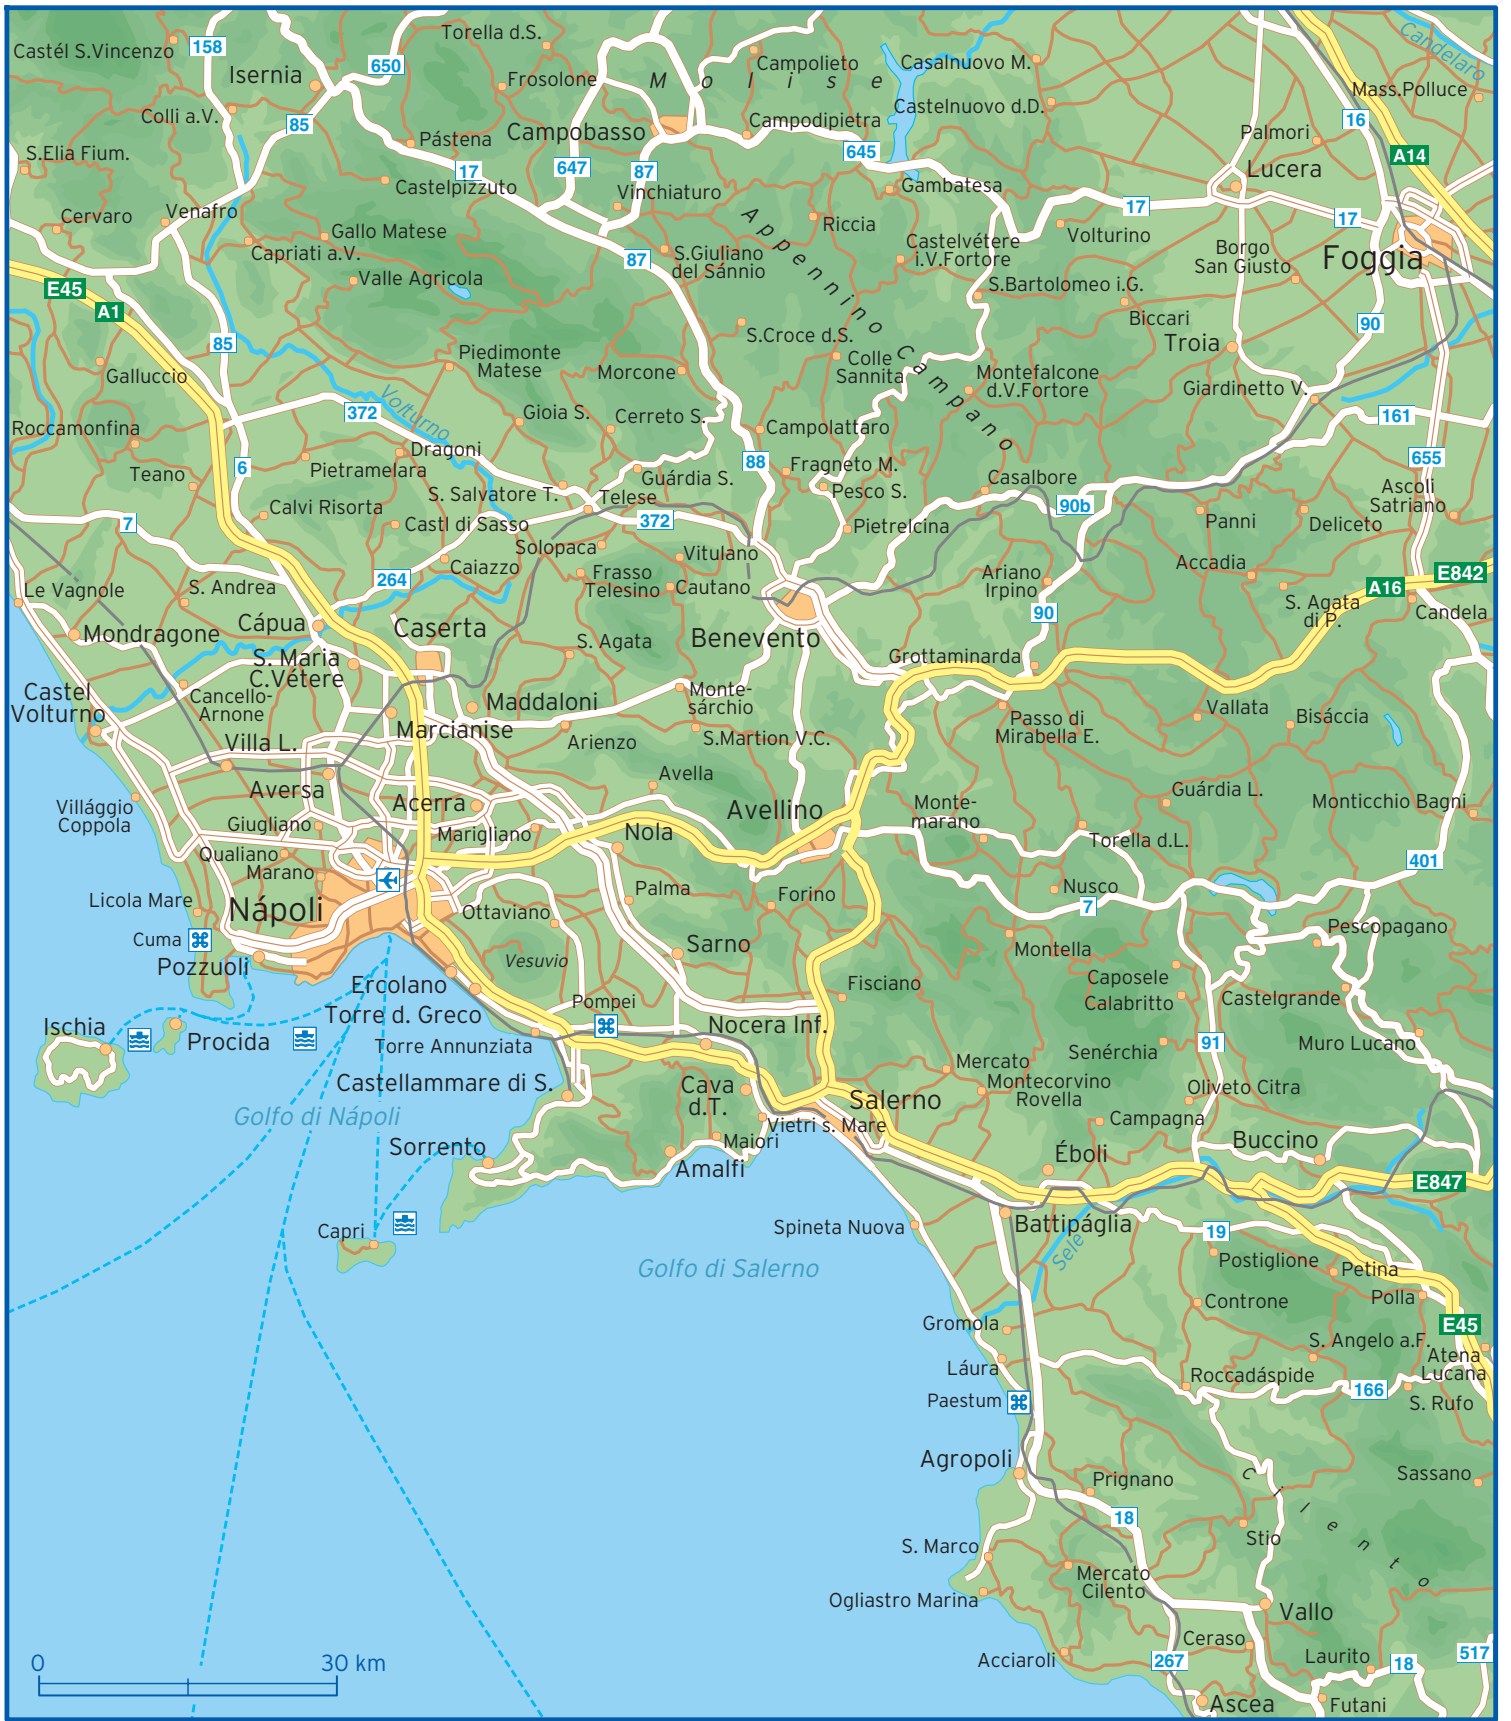 Castél S.Vincenzo
158
Isernia
650
Torella d.S.
Frosolone
Molise
Campolieto
Casalnuovo M.
Candelaro
Mass.Polluce
Colli a.V.
85
Pástena
Campobasso
Campodipietra
Castelnuovo d.D.
16
Palmori
A14
S.Elia Fium.
17
Castelpizzuto
647
87
Vinchiaturo
645
Gambatesa
Lucera
17
17
Cervaro
Venafro
Gallo Matese
Capriati a.V.
Valle Agricola
87
S.Giuliano
del Sánnio
Appennino Campano
Riccia
Castelvétere
i.V.Fortore
Volturino
Borgo
San Giusto
Foggia
E45
A1
S.Bartolomeo i.G.
Biccari
90
85
Galluccio
Piedimonte
Matese
Morcone
S.Croce d.S.
Colle
Sannita
Montefalcone
d.V.Fortore
Troia
Giardinetto V.
Volturno
372
Gioia S.
Cerreto S.
Campolattaro
161
Roccamonfina
Dragoni
Teano
6
Pietramelara
S. Salvatore T.
Guárdia S.
88
Fragneto M.
Pesco S.
Casalbore
655
Ascoli
Satriano
Calvi Risorta
Castl di Sasso
Telese
372
Pietrelcina
90b
Panni
Deliceto
7
Solopaca
Vitulano
Caiazzo
Frasso
Telesino
Cautano
Ariano
Irpino
Accadia
E842
A16
Le Vagnole
S. Andrea
264
S. Agata
di P.
Candela
Mondragone
Cápua
Caserta
S. Agata
Benevento
90
Grottaminarda
S. Maria
C.Vétere
Castel
Volturno
Cancello-
Arnone
Maddaloni
Monte-
sárchio
Marcianise
Arienzo
S.Martion V.C.
Passo di
Mirabella E.
Vallata
Bisáccia
Villa L.
Aversa
Avella
Villággio
Coppola
Acerra
Giugliano
Marigliano
Nola
Avellino
Monte-
marano
Guárdia L.
Monticchio Bagni
Torella d.L.
Qualiano
Marano
401
Licola Mare
Nápoli
Ottaviano
Palma
Forino
Nusco
7
Cuma
Pozzuoli
Vesuvio
Sarno
Montella
Pescopagano
Caposele
Calabritto
Castelgrande
Ercolano
Torre d. Greco
Pompei
Fisciano
Ischia
Procida
Torre Annunziata
Nocera Inf.
Senérchia
91
Muro Lucano
Castellammare di S.
Cava
d.T.
Mercato
Montecorvino
Rovella
Oliveto Citra
Golfo di Nápoli
Salerno
Vietri s. Mare
Campagna
Sorrento
Maiori
Amalfi
Éboli
Buccino
E847
Capri
Spineta Nuova
Battipáglia
19
Golfo di Salerno
Sele
Postiglione
Petina
Controne
Polla
Gromola
E45
S. Angelo a.F.
Atena
Lucana
Láura
Roccadáspide
166
S. Rufo
Paestum
Agropoli
Prignano
Cilento
Sassano
18
Stio
S. Marco
Mercato
Cilento
Ogliastro Marina
Vallo
Ceraso
Acciaroli
267
Laurito
18
517
Ascea
Futani
0
30 km